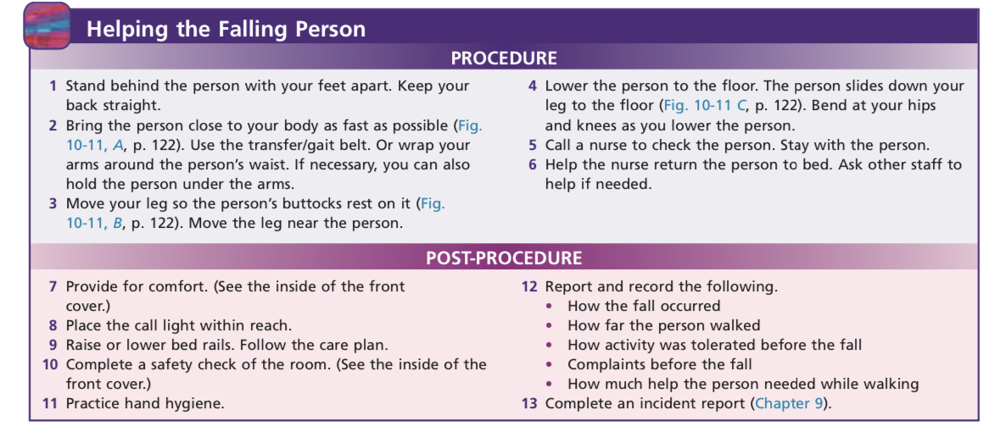 Helping the Falling Person
PROCEDURE
1 Stand behind the person with your feet apart. Keep your
back straight.
2 Bring the person close to your body as fast as possible (Fig.
10-11, A, p. 122). Use the transfer/gait belt. Or wrap your
arms around the person's waist. If necessary, you can also
hold the person under the arms.
3 Move your leg so the person's buttocks rest on it (Fig.
10-11, B, p. 122). Move the leg near the person.
4 Lower the person to the floor. The person slides down your
leg to the floor (Fig. 10-11 C, p. 122). Bend at your hips
and knees as you lower the person.
5 Call a nurse to check the person. Stay with the person.
6 Help the nurse return the person to bed. Ask other staff to
help if needed.
POST-PROCEDURE
7 Provide for comfort. (See the inside of the front
cover.)
8 Place the call light within reach.
9 Raise or lower bed rails. Follow the care plan.
10 Complete a safety check of the room. (See the inside of the
front cover.)
11 Practice hand hygiene.
12 Report and record the following.
• How the fall occurred
• How far the person walked
• How activity was tolerated before the fall
• Complaints before the fall
• How much help the person needed while walking
13 Complete an incident report (Chapter 9).